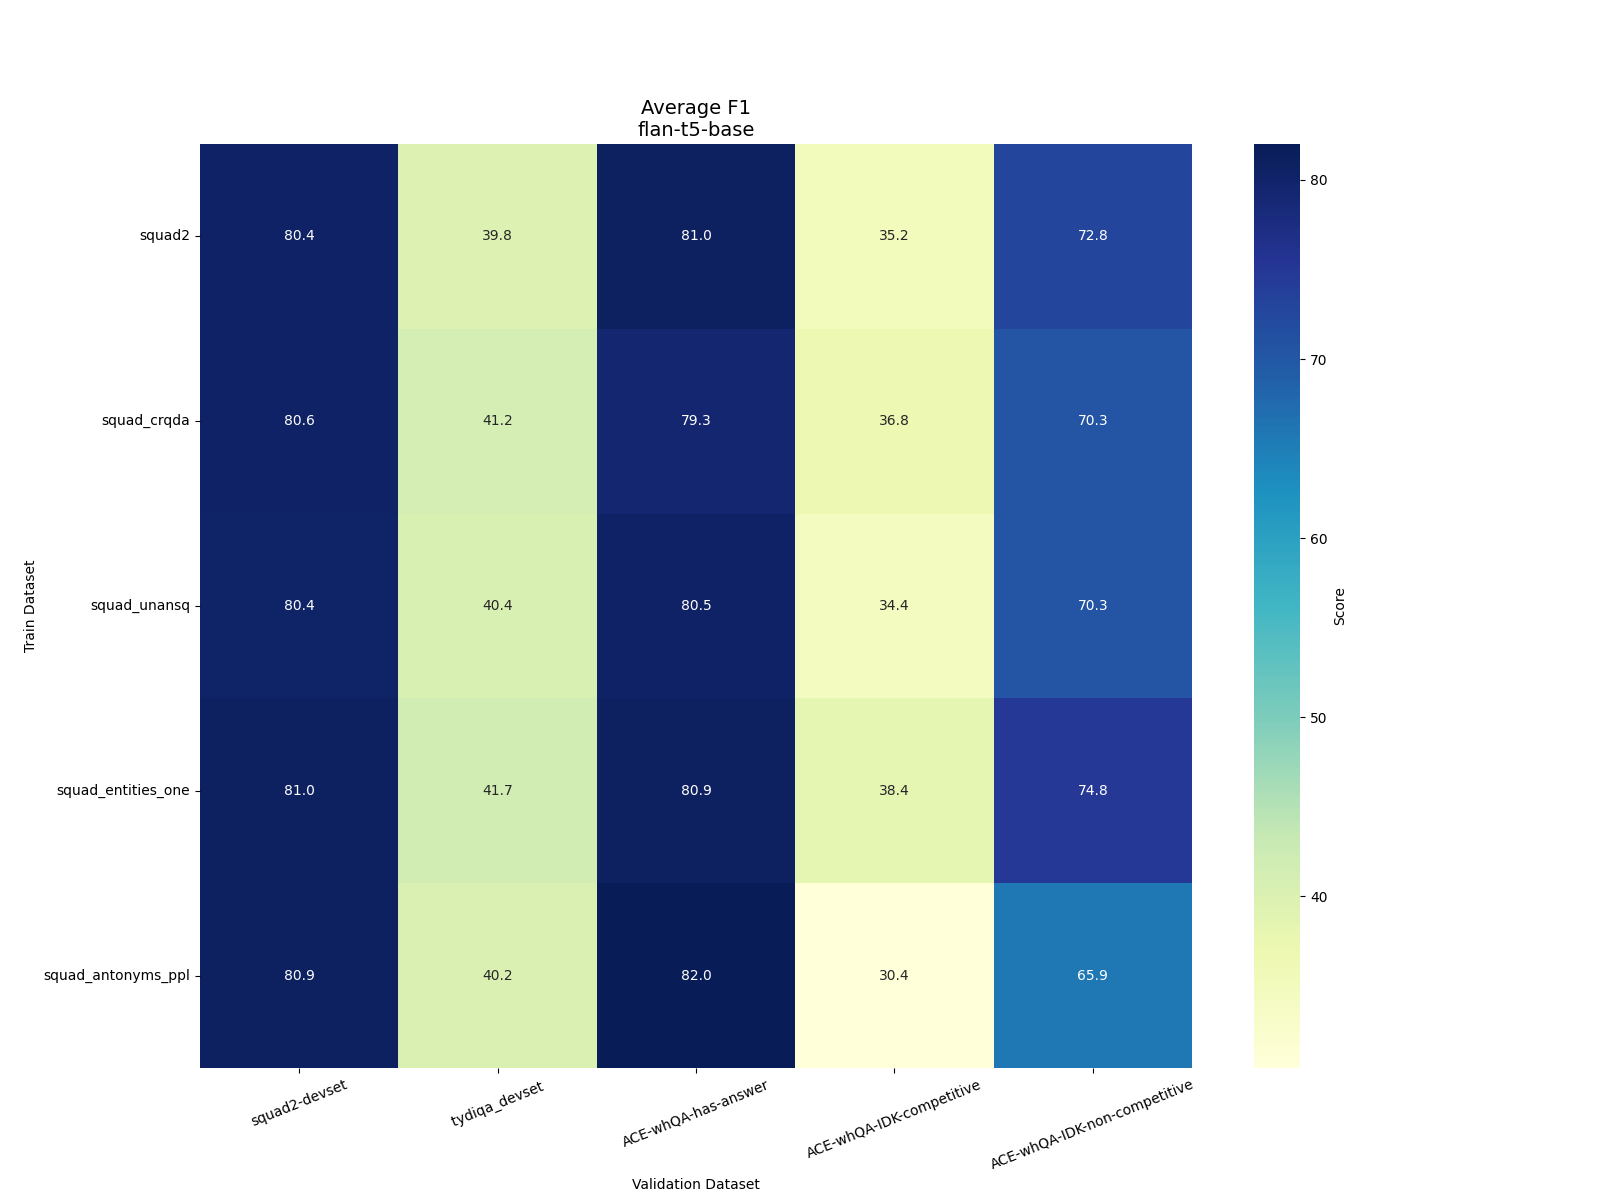 Average F1
flan-t5-base
squad2
80.4 39.8 81.0 35.2 72.8
squad_crqda
80.6 41.2 79.3 36.8 70.3
squad_unansq
80.4 40.4 80.5 34.4 70.3
squad_entities_one
81.0 41.7 80.9 38.4 74.8
squad_antonyms_ppl
80.9 40.2 82.0 30.4 65.9
Train Dataset
squad2-devset
tydiqa_devset
ACE-whQA-has-answer
ACE-whQA-IDK-competitive
ACE-whQA-IDK-non-competitive
Validation Dataset
80
70
60
50
40
Score